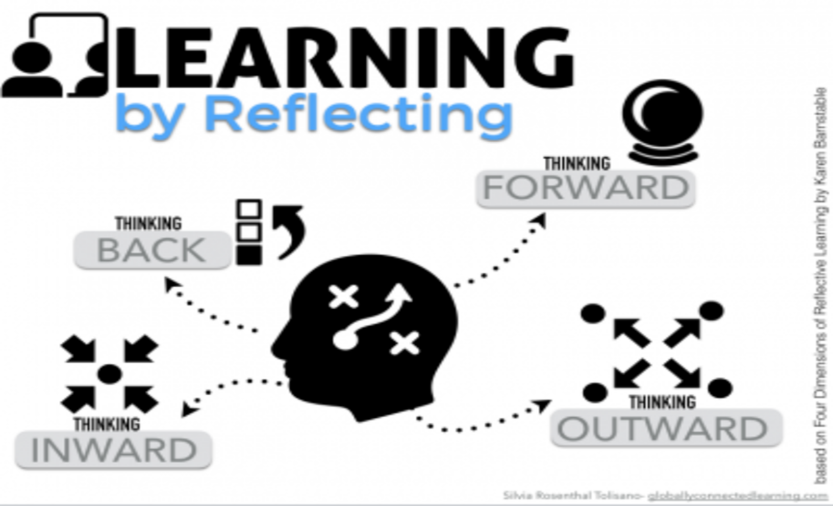 LEARNING
by Reflecting
THINKING
FORWARD
THINKING
BACK
THINKING
INWARD
THINKING
OUTWARD
based on Four Dimensions of Reflective Learning by Karen Barnstable
Silvia Rosenthal Tolisano- globallyconnectedlearning.com